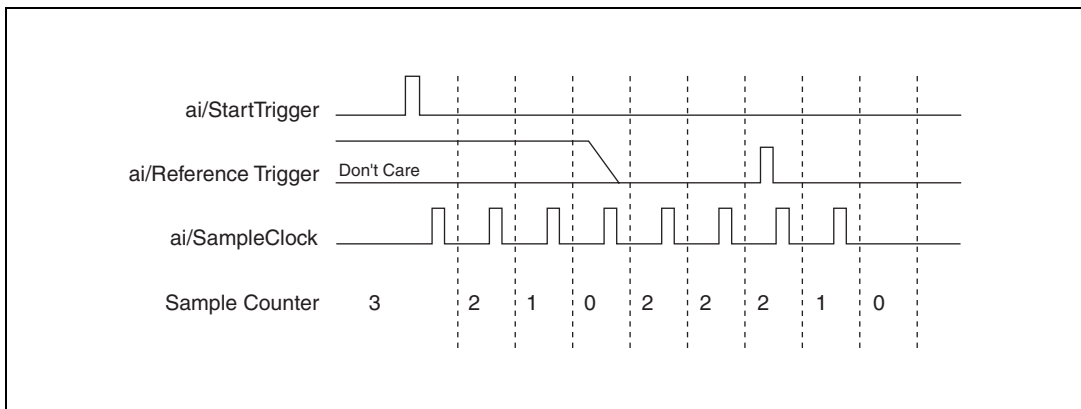 ai/StartTrigger
ai/Reference Trigger Don't Care
ai/SampleClock
Sample Counter 3 2 1 0 2 2 2 1 0